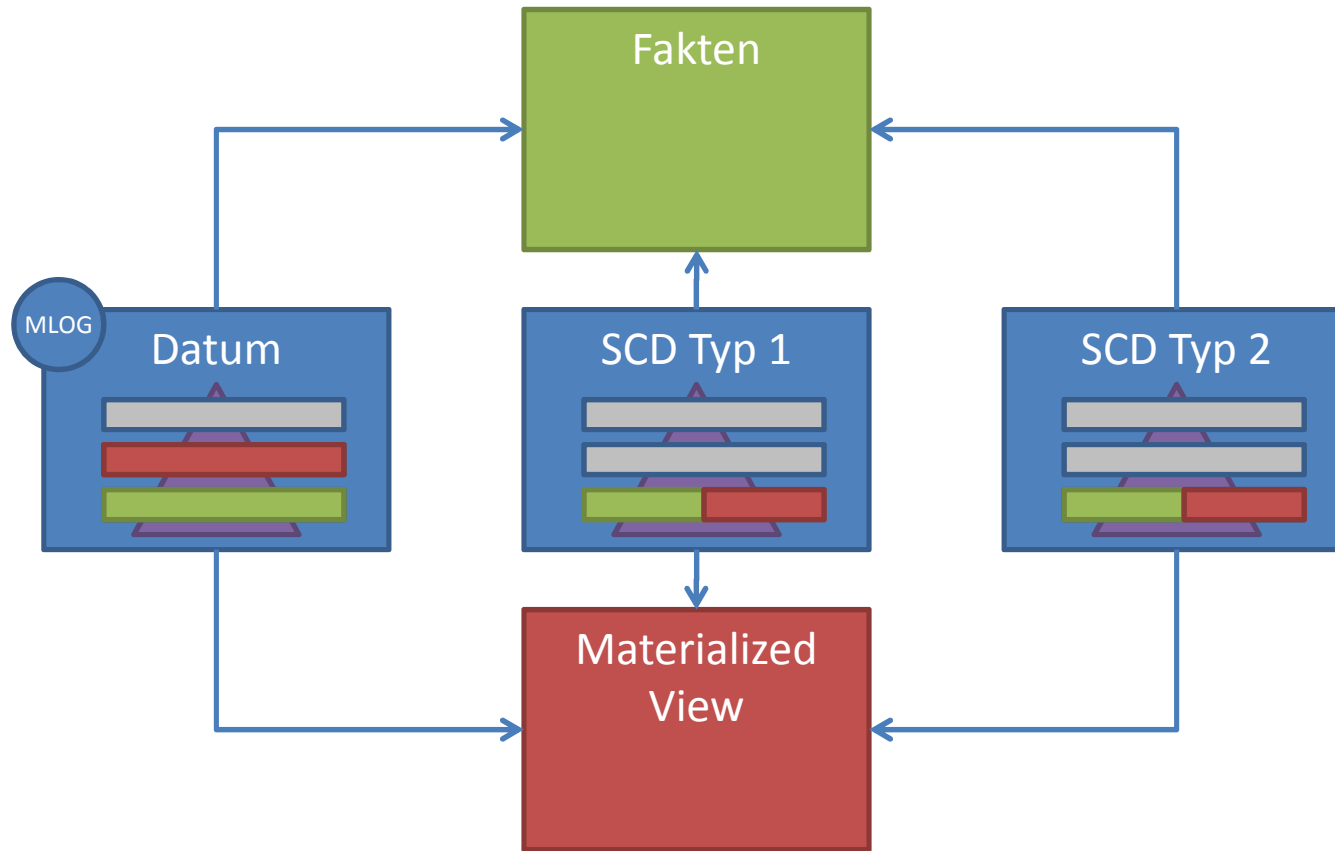 Fakten
MLOG
Datum
SCD Typ 1
SCD Typ 2
Materialized
View